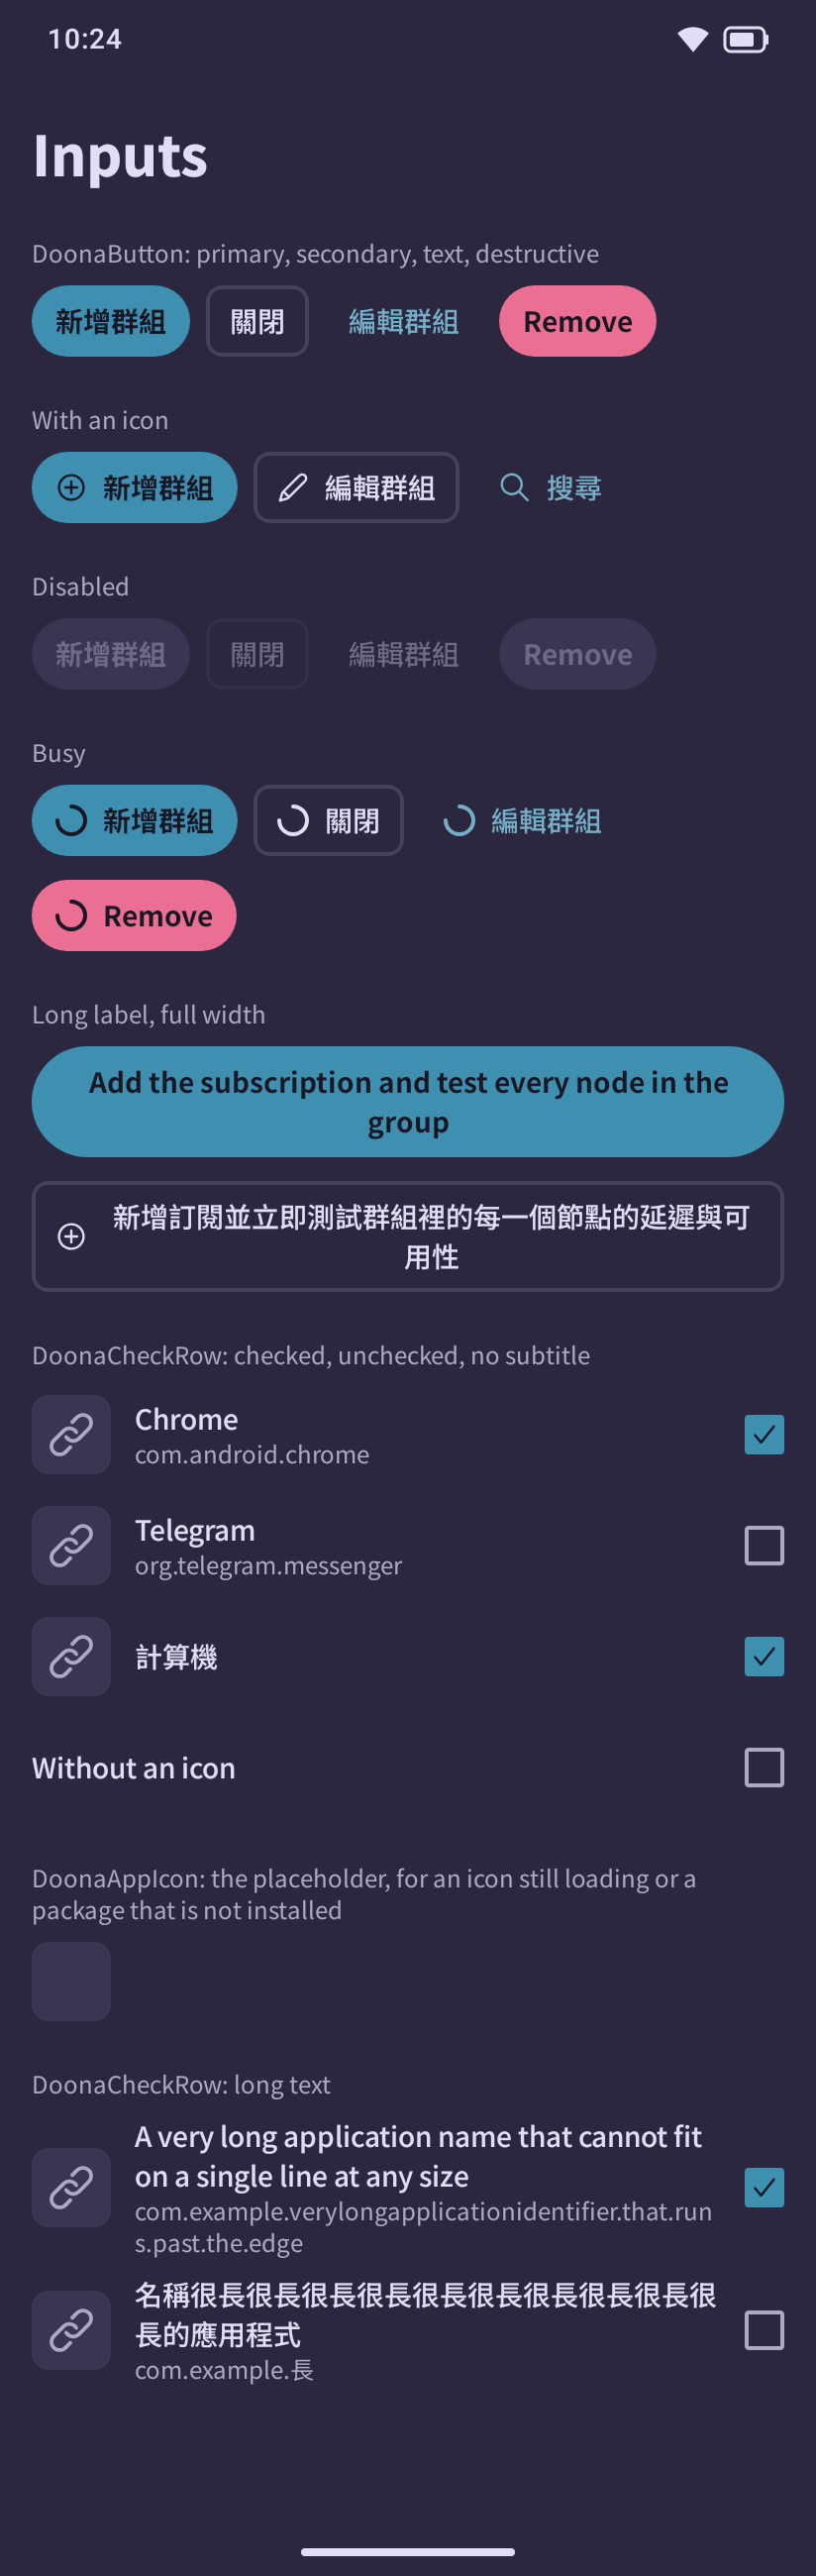 10:24
Inputs
DoonaButton: primary, secondary, text, destructive
新增群組 關閉 編輯群組 Remove
With an icon
新增群組 編輯群組 搜尋
Disabled
新增群組 關閉 編輯群組 Remove
Busy
新增群組 關閉 編輯群組
Remove
Long label, full width
Add the subscription and test every node in the
group
新增訂閱並立即測試群組裡的每一個節點的延遲與可
用性
DoonaCheckRow: checked, unchecked, no subtitle
Chrome
com.android.chrome
Telegram
org.telegram.messenger
計算機
Without an icon
DoonaAppIcon: the placeholder, for an icon still loading or a
package that is not installed
DoonaCheckRow: long text
A very long application name that cannot fit
on a single line at any size
com.example.verylongapplicationidentifier.that.run
s.past.the.edge
名稱很長很長很長很長很長很長很長很長很長很長很
長的應用程式
com.example.長